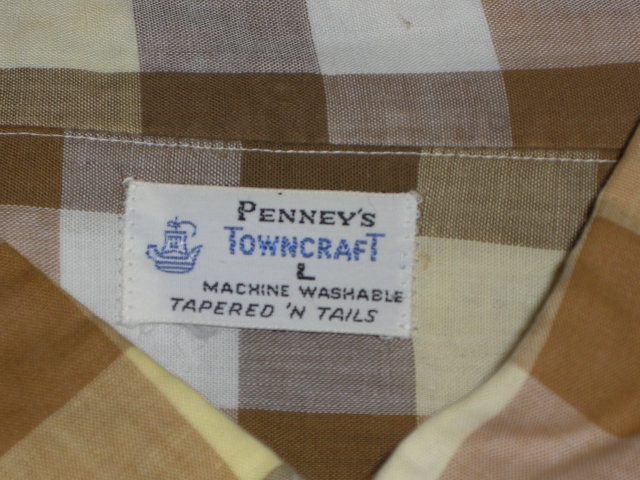 PENNEY'S
TOWNCRAFT
L
MACHINE WASHABLE
TAPERED 'N TAILS